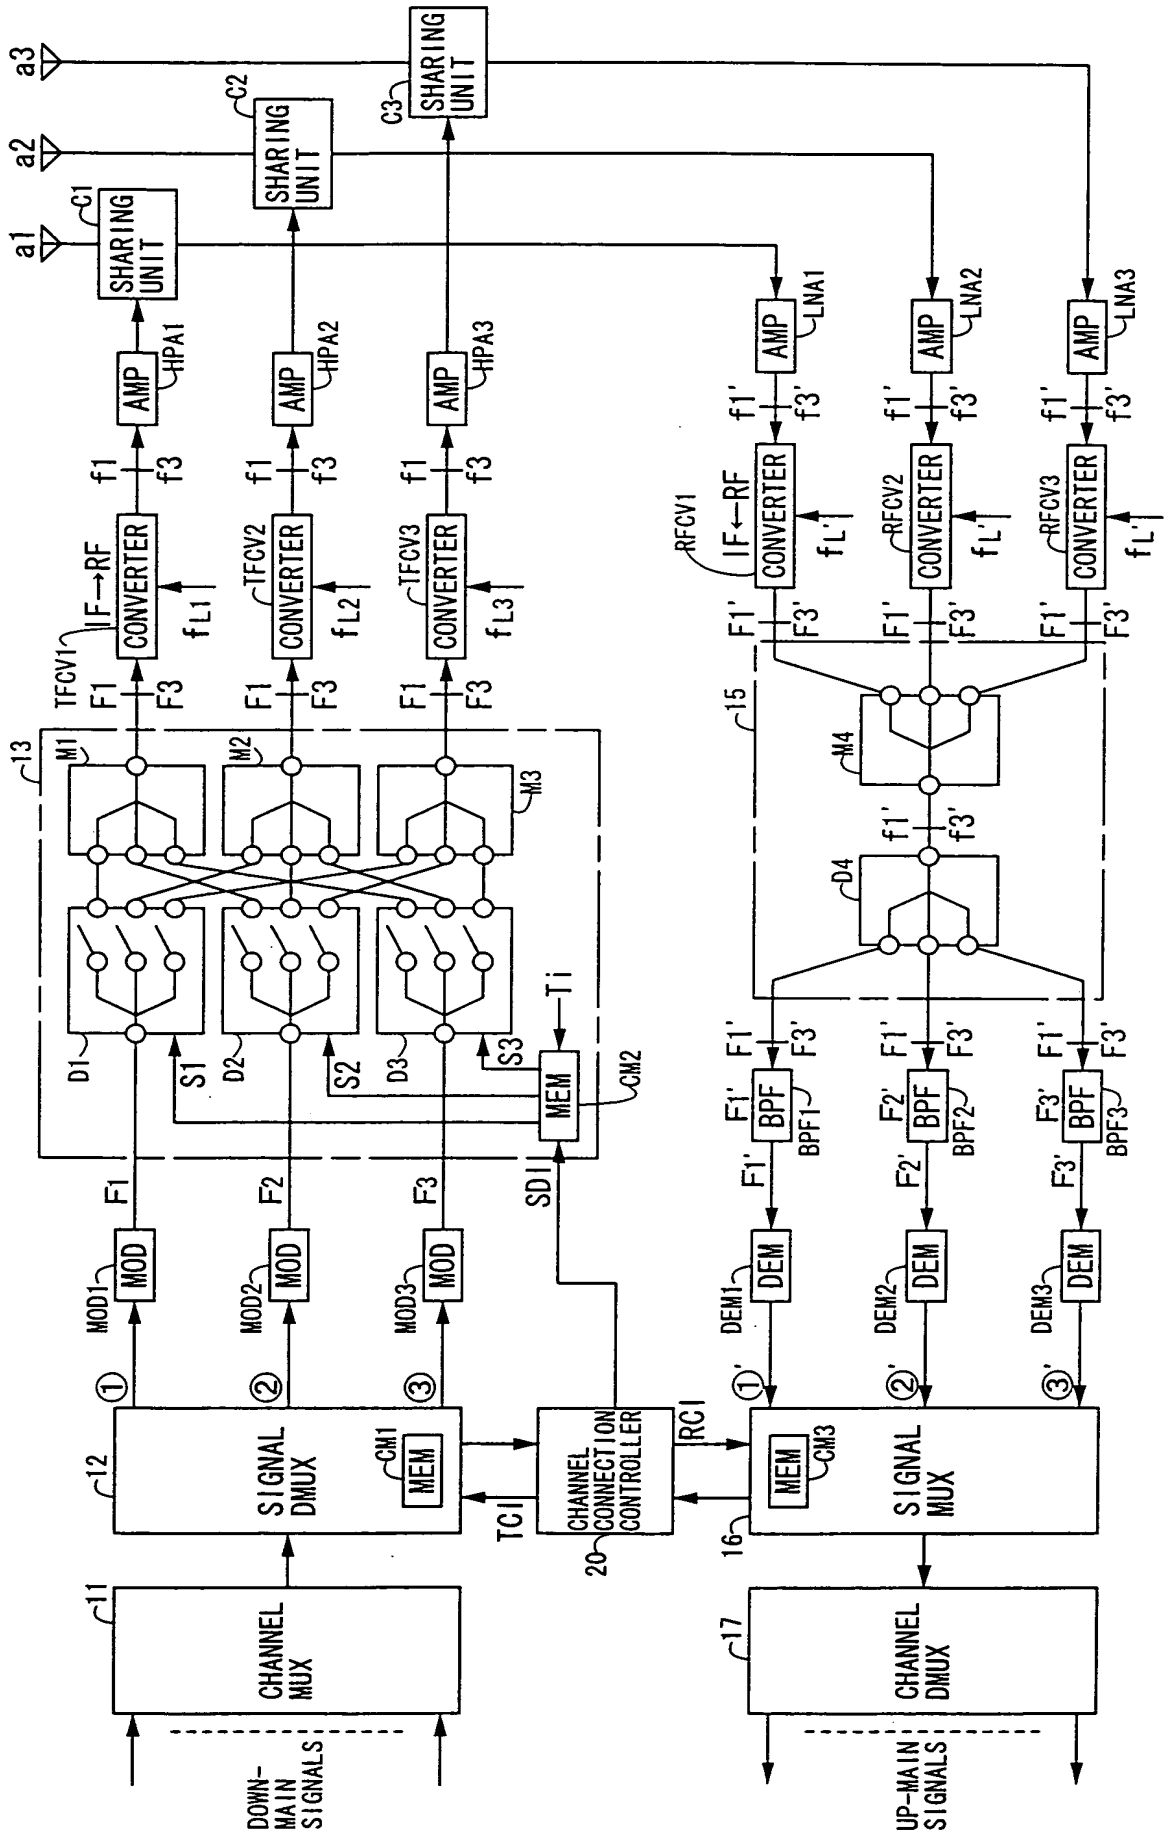 DOWN-
MAIN
SIGNALS
11
CHANNEL
MUX
12
SIGNAL
DMUX
MEM
CM1
①
②
③
MOD1
MOD
MOD2
MOD
MOD3
MOD
F1
F2
F3
13
D1
D2
D3
S1
S2
S3
MEM
CM2
Ti
SDI
M1
M2
M3
F1
F3
F1
F3
F1
F3
TFCV1
IF→RF
CONVERTER
fL1
TFCV2
CONVERTER
fL2
TFCV3
CONVERTER
fL3
f1
f3
f1
f3
f1
f3
AMP
HPA1
AMP
HPA2
AMP
HPA3
C1
SHARING
UNIT
C2
SHARING
UNIT
C3
SHARING
UNIT
a1
a2
a3
TCI
CHANNEL
CONNECTION
CONTROLLER
20
RCI
UP-MAIN
SIGNALS
17
CHANNEL
DMUX
16
SIGNAL
MUX
MEM
CM3
①'
②'
③'
DEM1
DEM
DEM2
DEM
DEM3
DEM
F1'
F2'
F3'
F1'
BPF
BPF1
F2'
BPF
BPF2
F3'
BPF
BPF3
F1'
F3'
F1'
F3'
F1'
F3'
15
D4
f1'
f3'
M4
F1'
F3'
F1'
F3'
F1'
F3'
RFCV1
IF←RF
CONVERTER
fL'
RFCV2
CONVERTER
fL'
RFCV3
CONVERTER
fL'
f1'
f3'
f1'
f3'
f1'
f3'
AMP
LNA1
AMP
LNA2
AMP
LNA3